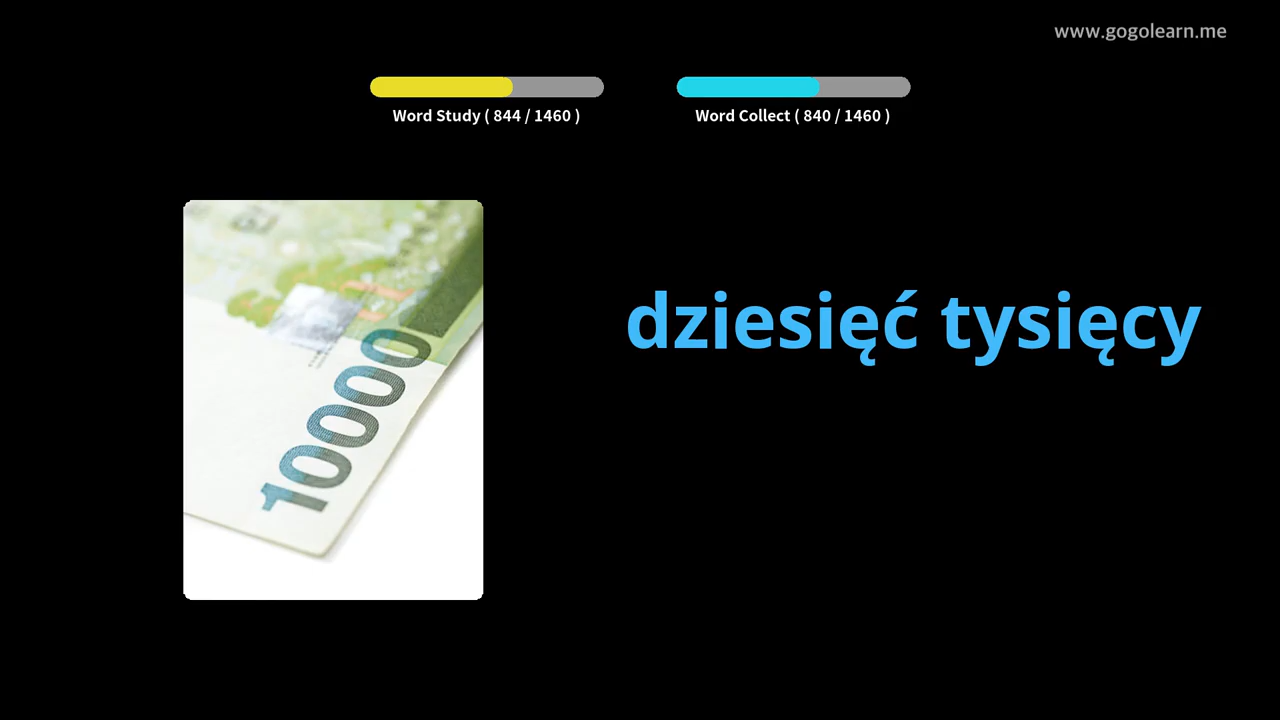 www.gogolearn.me
Word Study ( 844 / 1460 )
Word Collect ( 840 / 1460 )
10000
dziesięć tysięcy